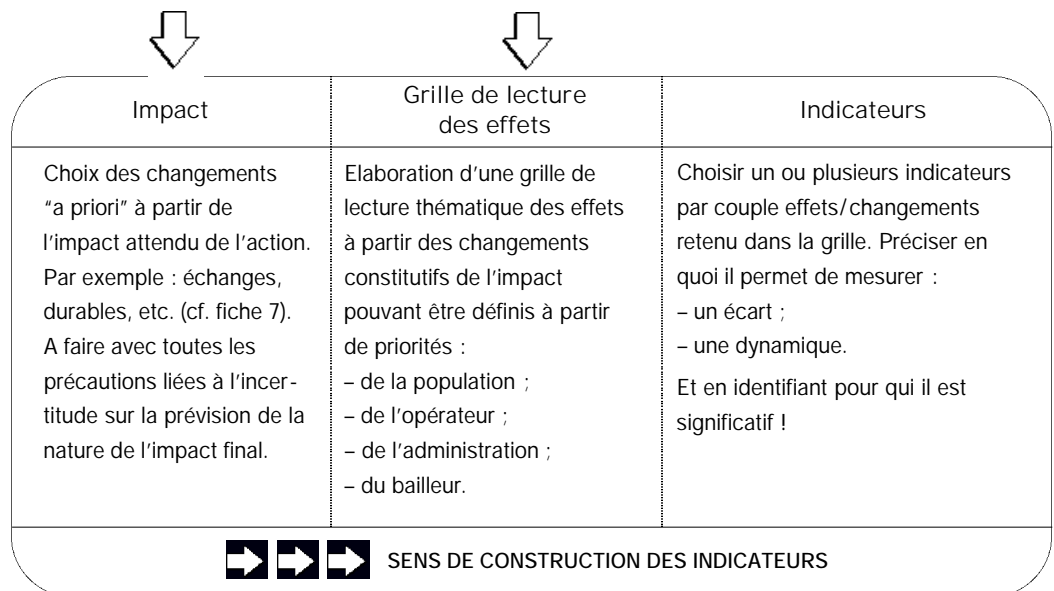 Impact
Choix des changements
“a priori” à partir de
l’impact attendu de l’action.
Par exemple : échanges,
durables, etc. (cf. fiche 7).
A faire avec toutes les
précautions liées à l’incer-
titude sur la prévision de la
nature de l’impact final.
Grille de lecture
des effets
Elaboration d’une grille de
lecture thématique des effets
à partir des changements
constitutifs de l’impact
pouvant être définis à partir
de priorités :
– de la population ;
– de l’opérateur ;
– de l’administration ;
– du bailleur.
Indicateurs
Choisir un ou plusieurs indicateurs
par couple effets/changements
retenu dans la grille. Préciser en
quoi il permet de mesurer :
– un écart ;
– une dynamique.
Et en identifiant pour qui il est
significatif !
SENS DE CONSTRUCTION DES INDICATEURS